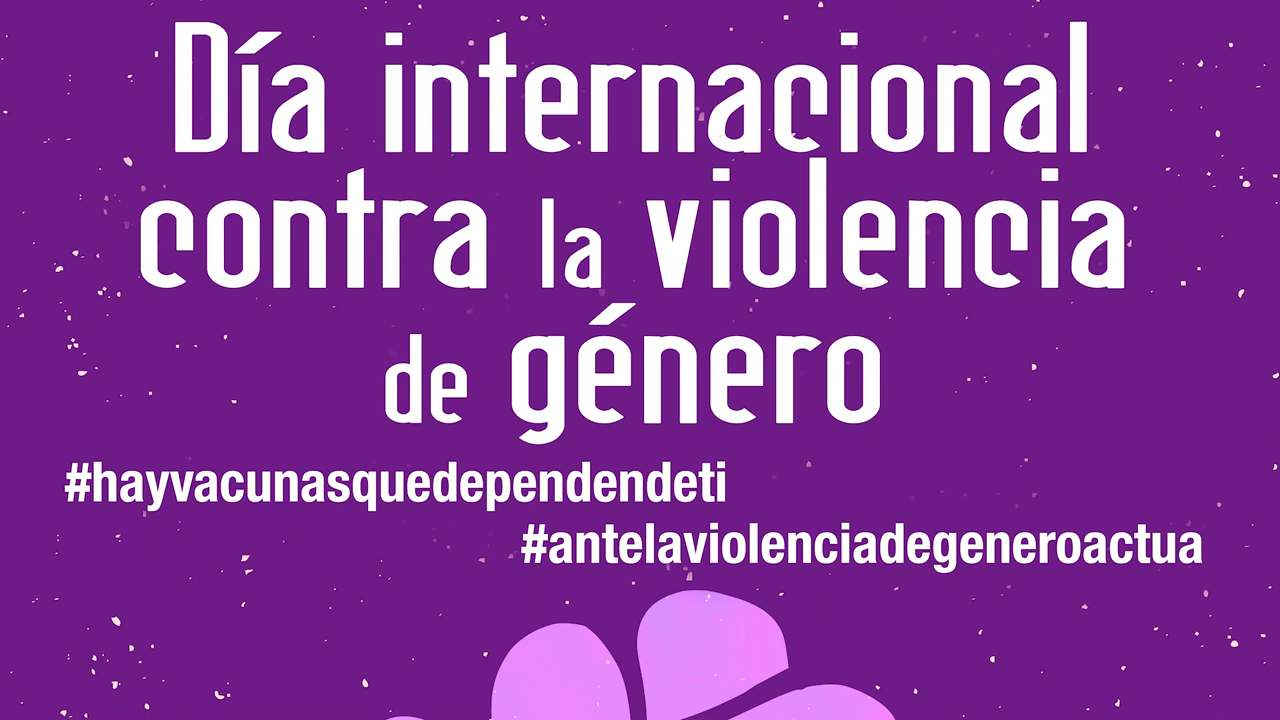 Día internacional
contra la violencia
de género
#hayvacunasquedependendeti
#antelaviolenciadegeneroactua